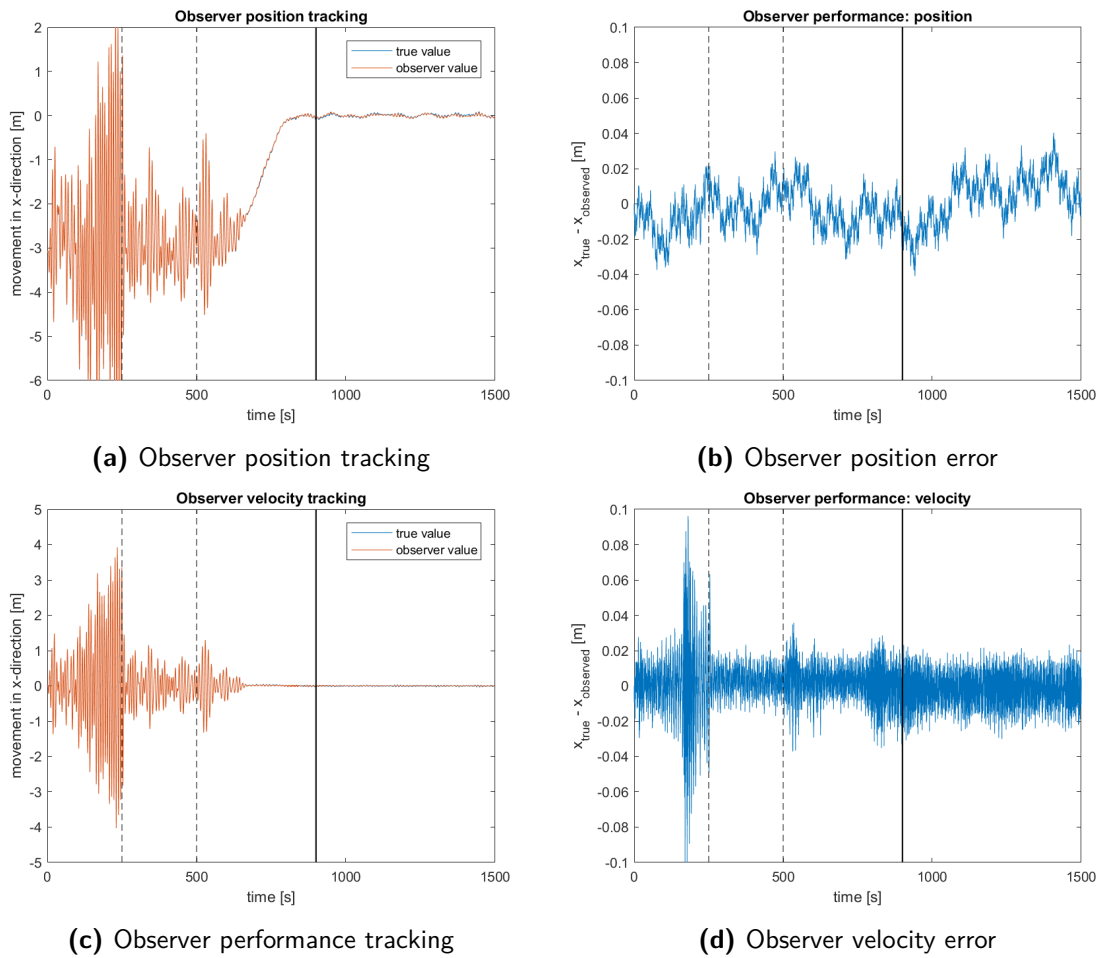 Observer position tracking
2
1
0
-1
-2
-3
-4
-5
-6
movement in x-direction [m]
true value
observer value
0
500
1000
1500
time [s]
(a) Observer position tracking
Observer performance: position
0.1
0.08
0.06
0.04
0.02
0
-0.02
-0.04
-0.06
-0.08
-0.1
x_true - x_observed [m]
0
500
1000
1500
time [s]
(b) Observer position error
Observer velocity tracking
5
4
3
2
1
0
-1
-2
-3
-4
-5
movement in x-direction [m]
true value
observer value
0
500
1000
1500
time [s]
(c) Observer performance tracking
Observer performance: velocity
0.1
0.08
0.06
0.04
0.02
0
-0.02
-0.04
-0.06
-0.08
-0.1
x_true - x_observed [m]
0
500
1000
1500
time [s]
(d) Observer velocity error